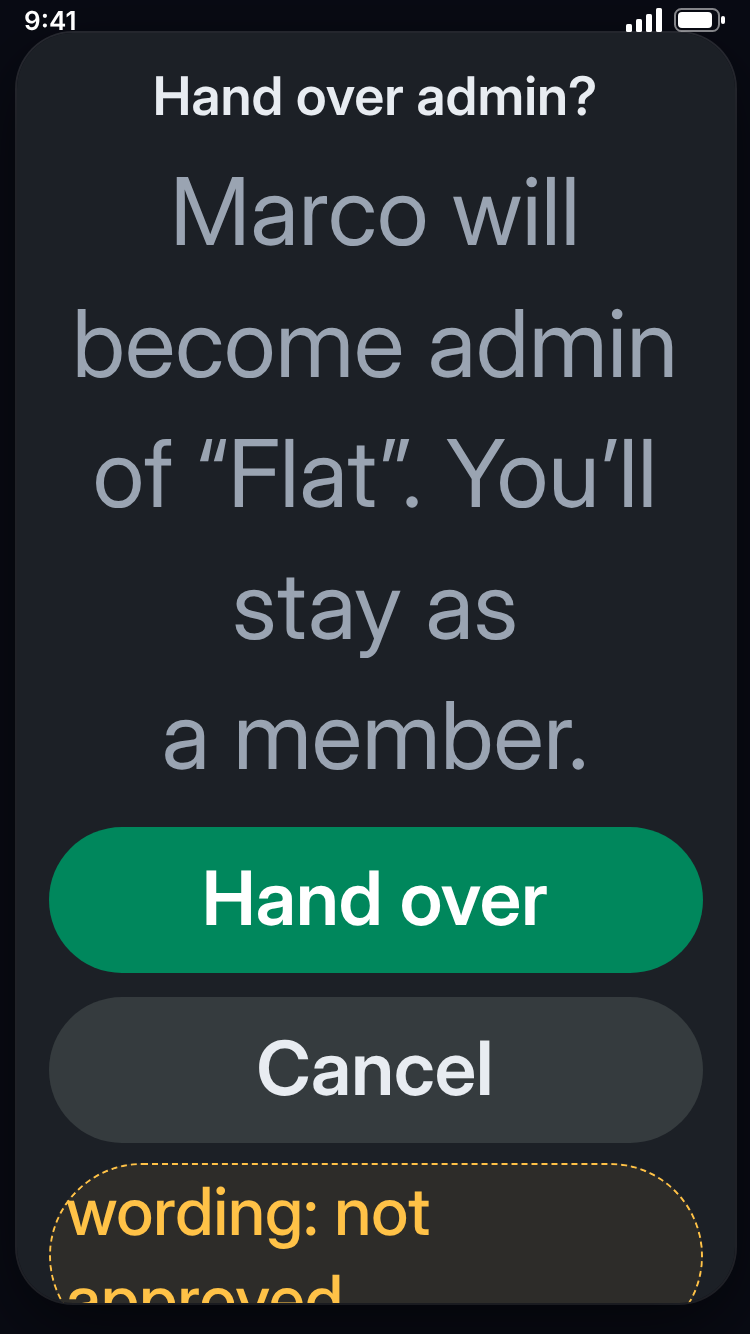 9:41
Hand over admin?
Marco will
become admin
of “Flat”. You’ll
stay as
a member.
Hand over
Cancel
wording: not
approved